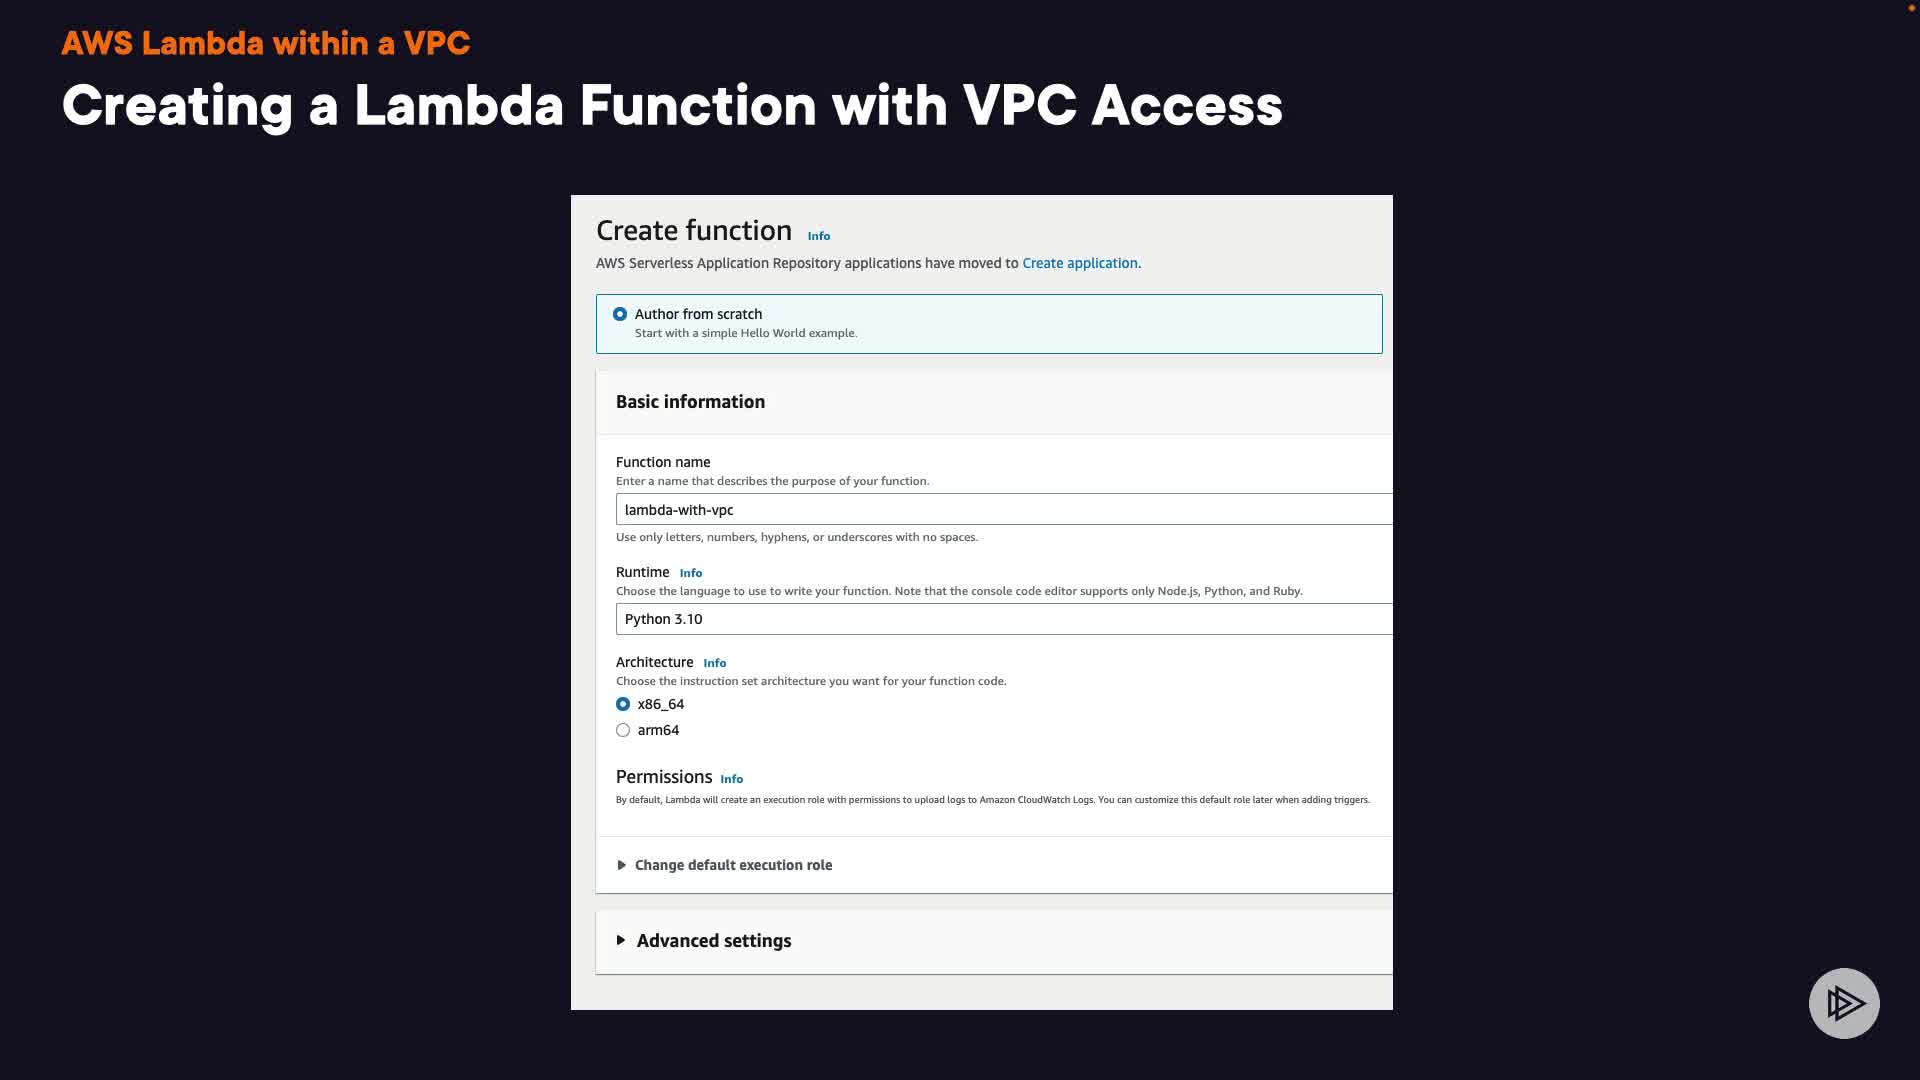 AWS Lambda within a VPC
Creating a Lambda Function with VPC Access
Create function Info
AWS Serverless Application Repository applications have moved to Create application.
Author from scratch
Start with a simple Hello World example.
Basic information
Function name
Enter a name that describes the purpose of your function.
lambda-with-vpc
Use only letters, numbers, hyphens, or underscores with no spaces.
Runtime Info
Choose the language to use to write your function. Note that the console code editor supports only Node.js, Python, and Ruby.
Python 3.10
Architecture Info
Choose the instruction set architecture you want for your function code.
x86_64
arm64
Permissions Info
By default, Lambda will create an execution role with permissions to upload logs to Amazon CloudWatch Logs. You can customize this default role later when adding triggers.
Change default execution role
Advanced settings